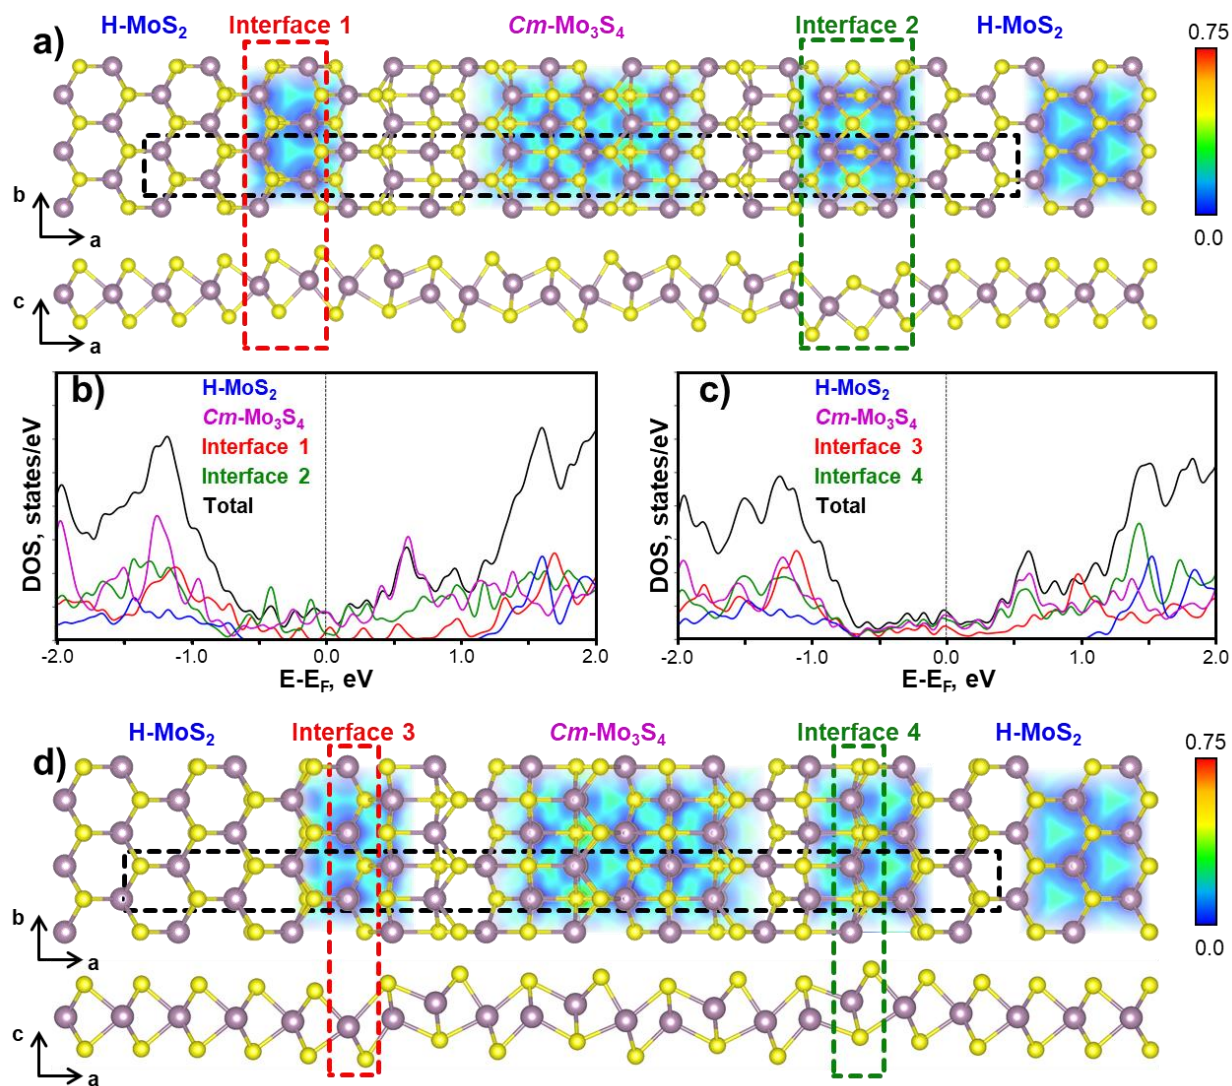 a)
H-MoS2 Interface 1 Cm-Mo3S4 Interface 2 H-MoS2
0.75
0.0
b
a
c
a
b)
H-MoS2
Cm-Mo3S4
Interface 1
Interface 2
Total
DOS, states/eV
-2.0 -1.0 0.0 1.0 2.0
E-EF, eV
c)
H-MoS2
Cm-Mo3S4
Interface 3
Interface 4
Total
DOS, states/eV
-2.0 -1.0 0.0 1.0 2.0
E-EF, eV
d)
H-MoS2 Interface 3 Cm-Mo3S4 Interface 4 H-MoS2
0.75
0.0
b
a
c
a